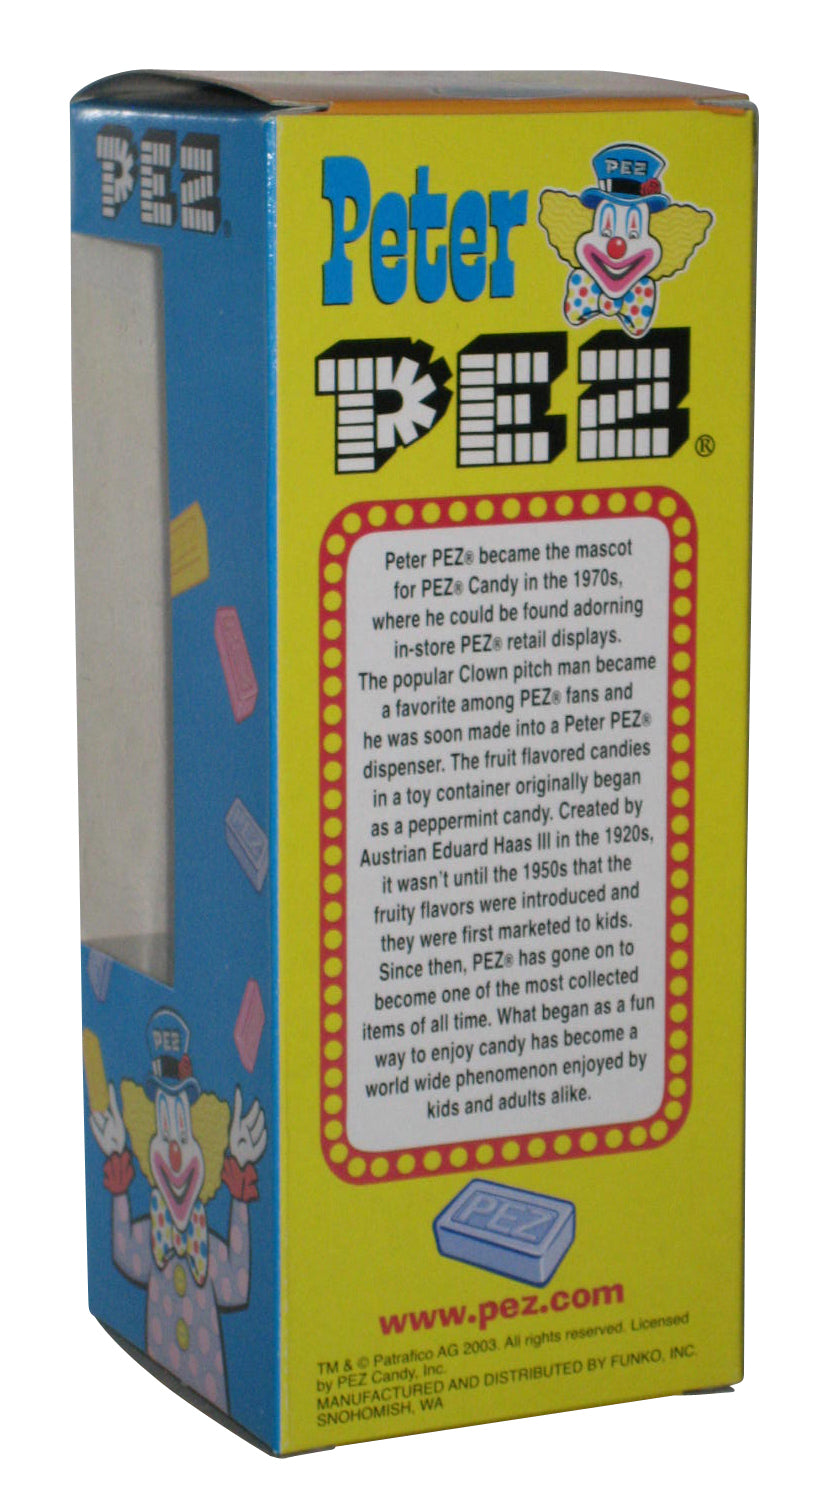 PEZ®
PEZ
PEZ
Peter
PEZ
PEZ®
Peter PEZ® became the mascot
for PEZ® Candy in the 1970s,
where he could be found adorning
in-store PEZ® retail displays.
The popular Clown pitch man became
a favorite among PEZ® fans and
he was soon made into a Peter PEZ®
dispenser. The fruit flavored candies
in a toy container originally began
as a peppermint candy. Created by
Austrian Eduard Haas III in the 1920s,
it wasn't until the 1950s that the
fruity flavors were introduced and
they were first marketed to kids.
Since then, PEZ® has gone on to
become one of the most collected
items of all time. What began as a fun
way to enjoy candy has become a
world wide phenomenon enjoyed by
kids and adults alike.
PEZ
www.pez.com
TM & © Patrafico AG 2003. All rights reserved. Licensed
by PEZ Candy, Inc.
MANUFACTURED AND DISTRIBUTED BY FUNKO, INC.
SNOHOMISH, WA